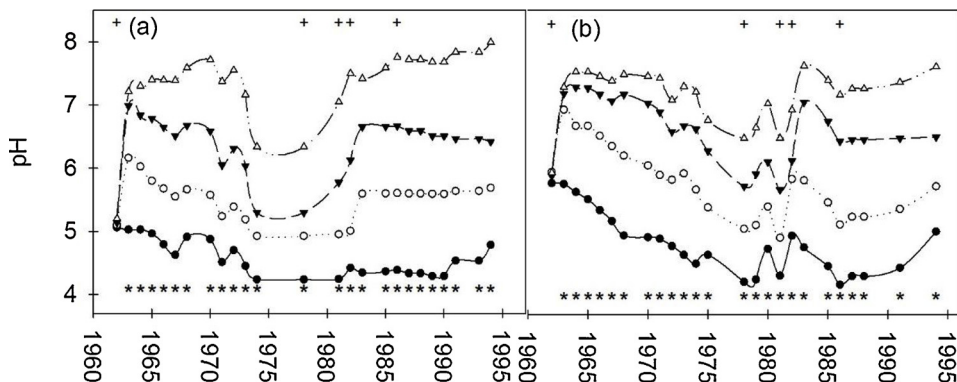 + (a) + + + +
+ (b) + + + +
8
7
6
5
4
pH
* * * * * * * * * * * * * * * * * * * * * * * * *
* * * * * * * * * * * * * * * * * * * * * * * *
1960 1965 1970 1975 1980 1985 1990 1995
1960 1965 1970 1975 1980 1985 1990 1995